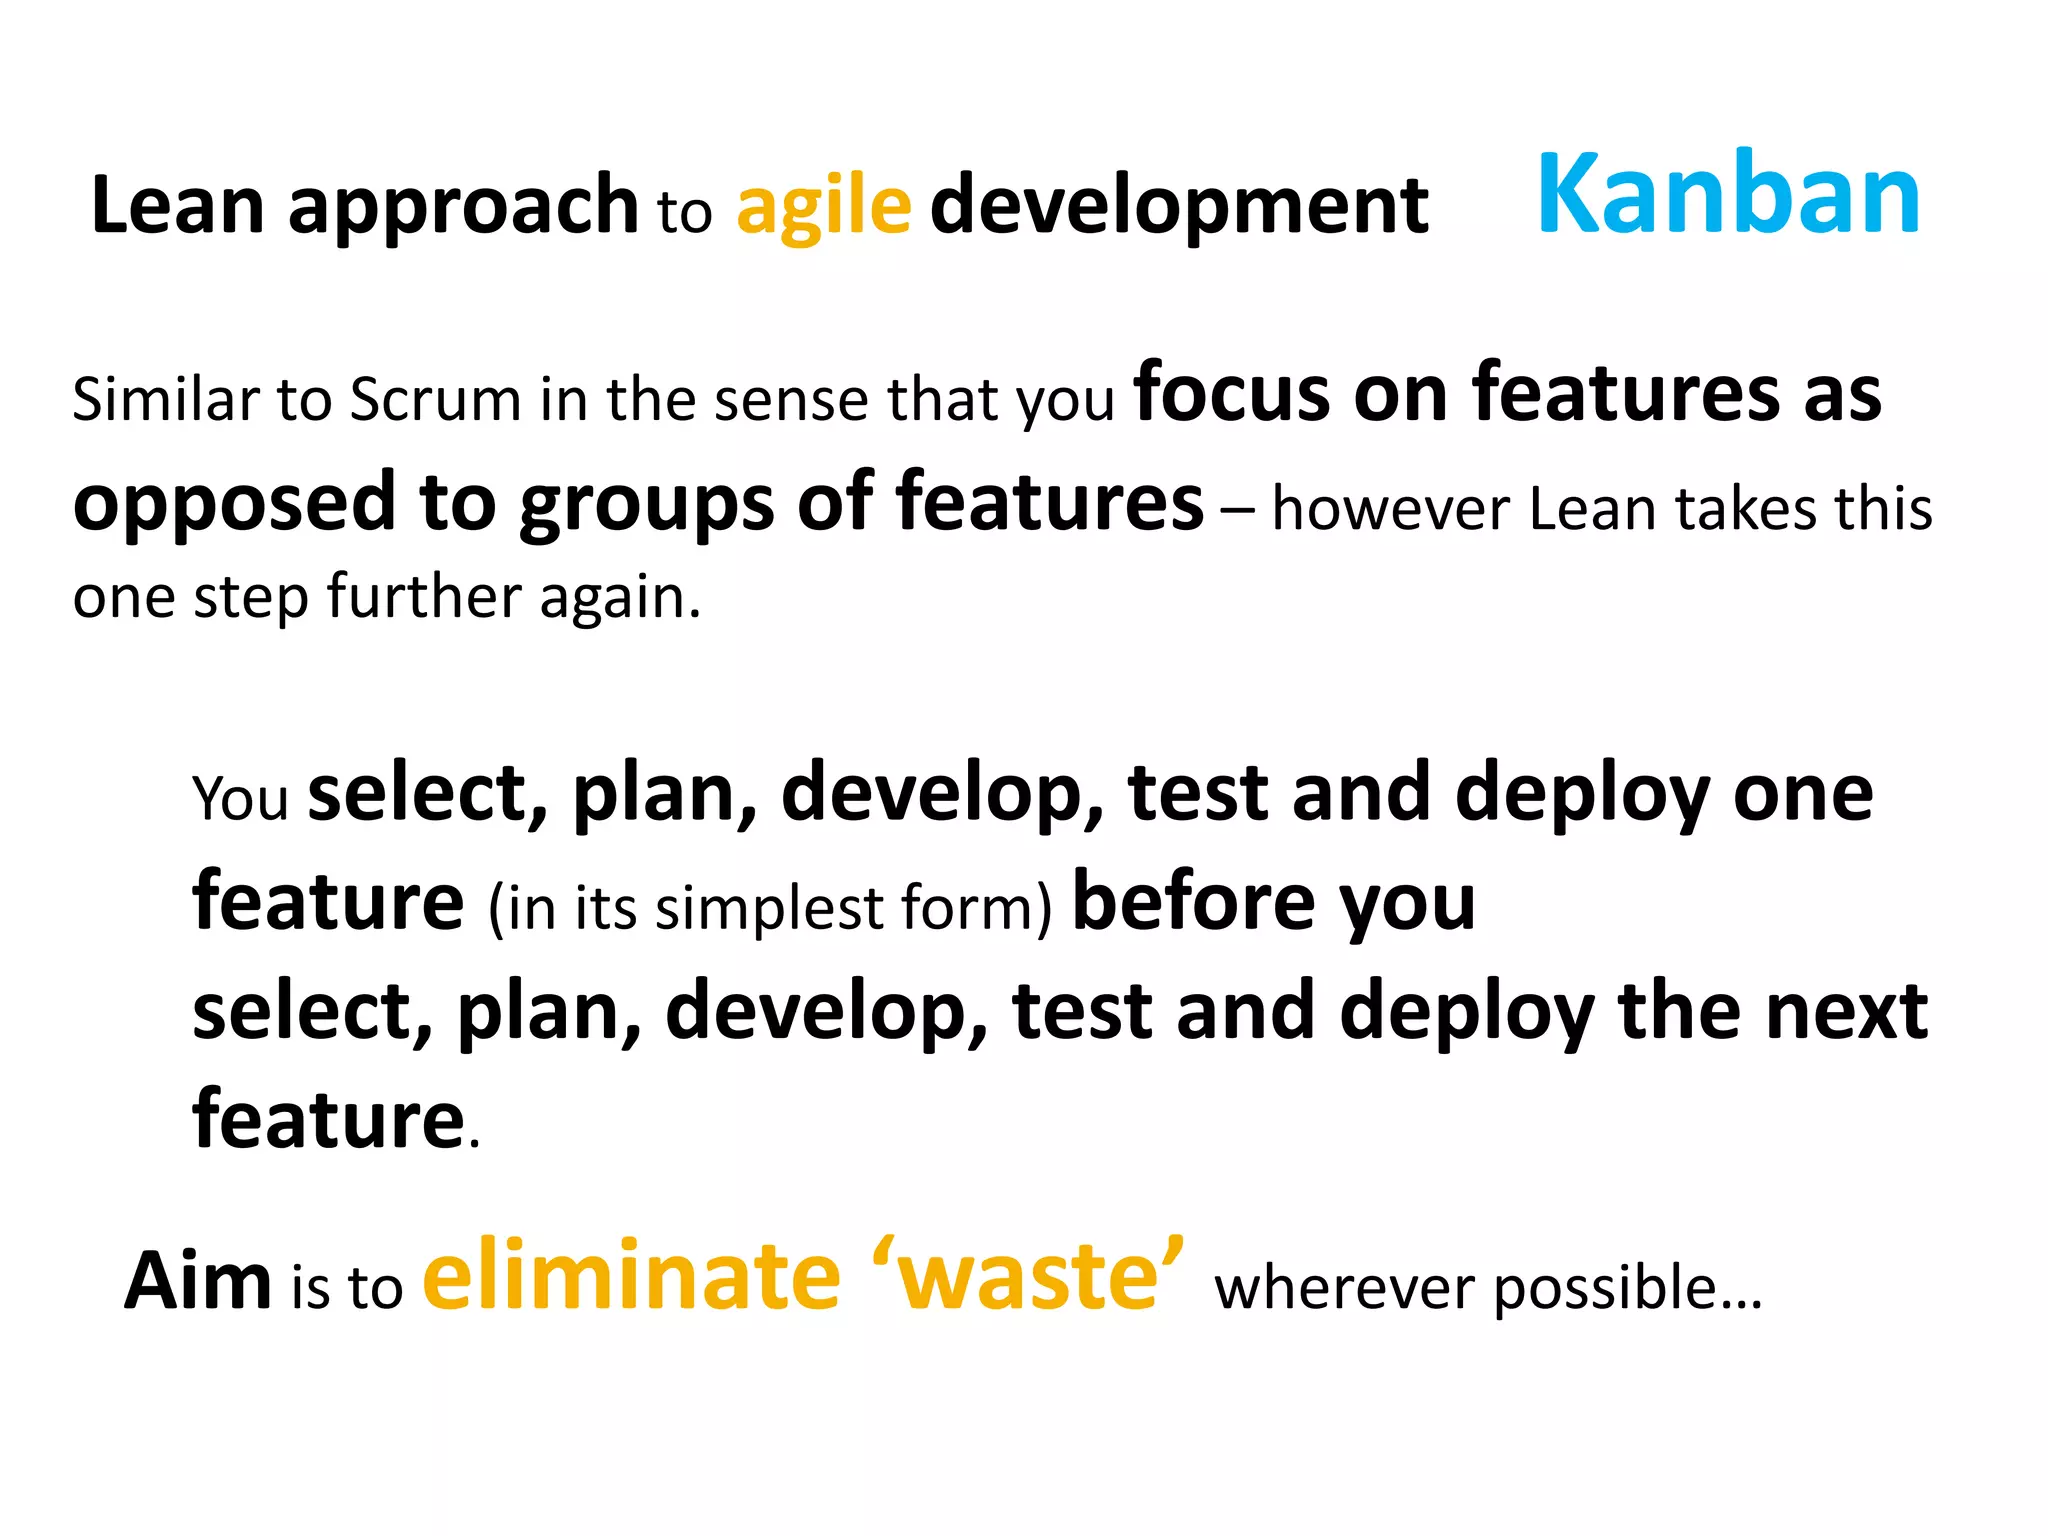 Lean approach to agile development Kanban
Similar to Scrum in the sense that you focus on features as
opposed to groups of features – however Lean takes this
one step further again.
You select, plan, develop, test and deploy one
feature (in its simplest form) before you
select, plan, develop, test and deploy the next
feature.
Aim is to eliminate ‘waste’ wherever possible…